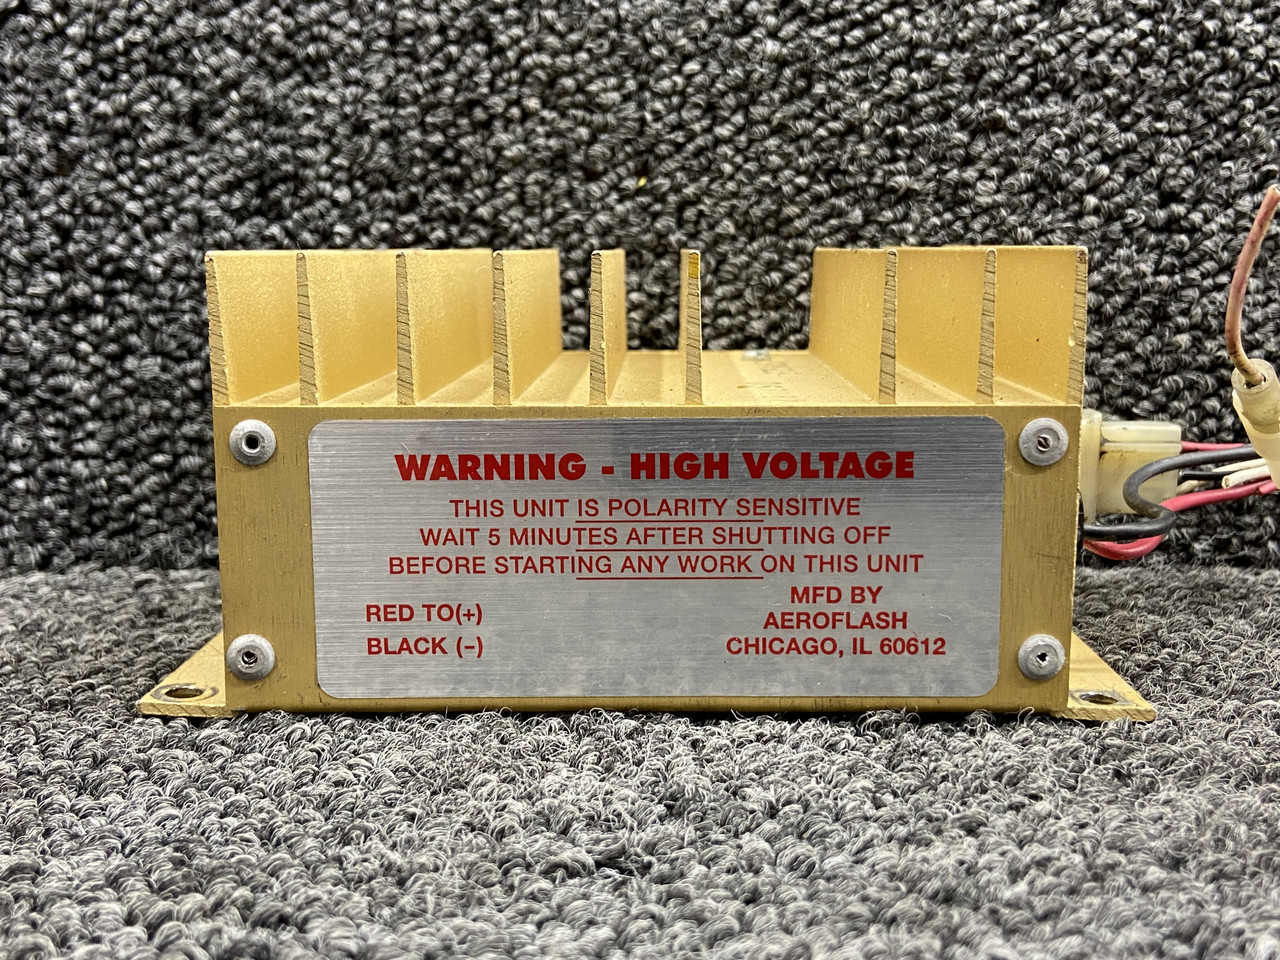 WARNING - HIGH VOLTAGE
THIS UNIT IS POLARITY SENSITIVE
WAIT 5 MINUTES AFTER SHUTTING OFF
BEFORE STARTING ANY WORK ON THIS UNIT
RED TO(+)
BLACK (-)
MFD BY
AEROFLASH
CHICAGO, IL 60612